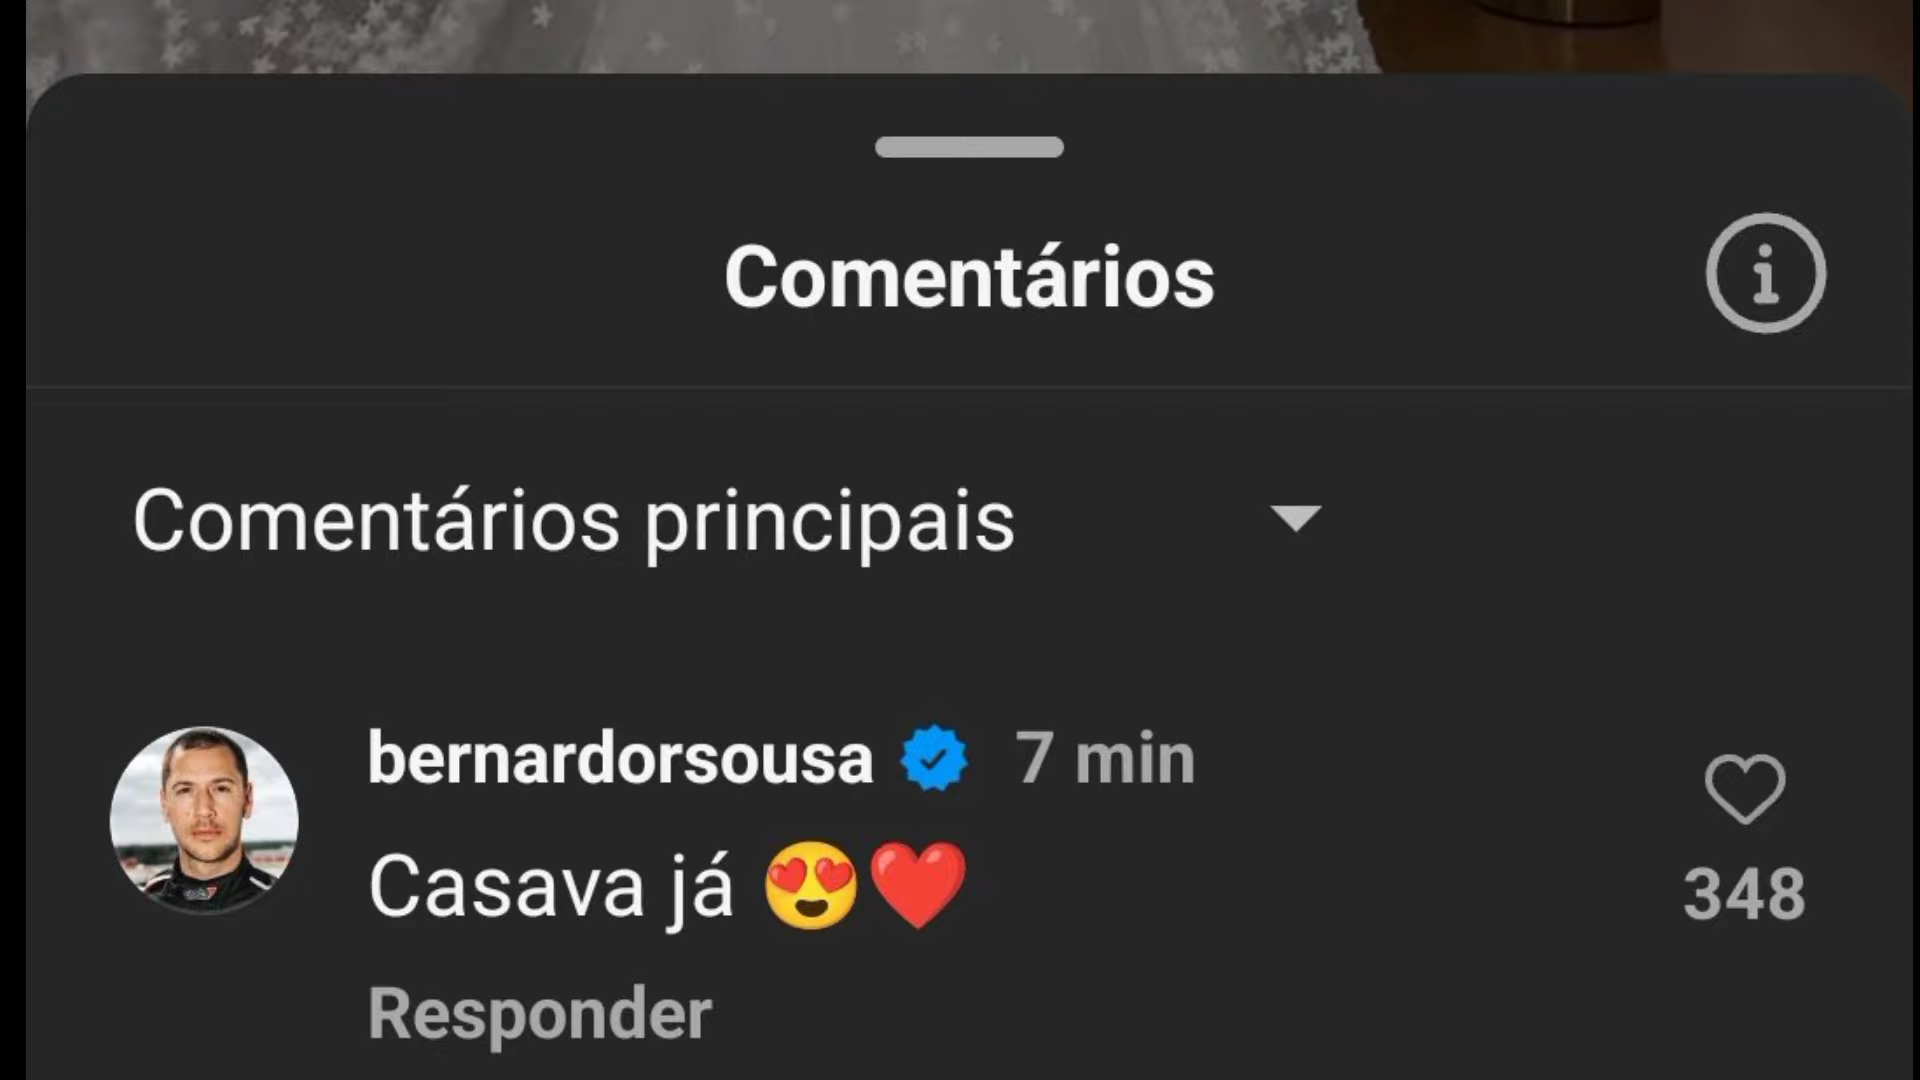 Comentários
Comentários principais
bernardorsousa 7 min
Casava já 😍❤️
348
Responder